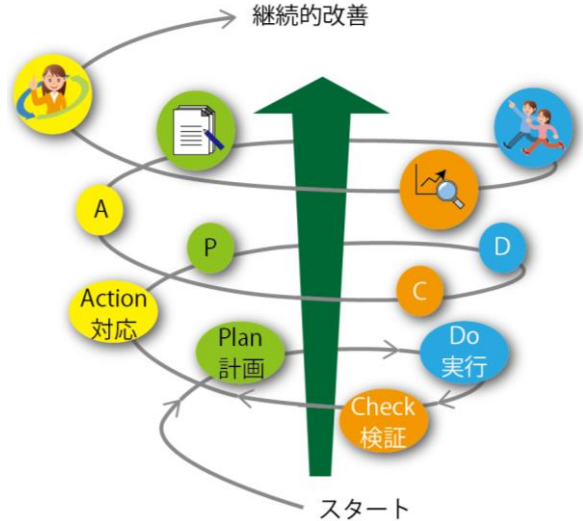 継続的改善
A
P
D
C
Action
対応
Plan
計画
Do
実行
Check
検証
スタート